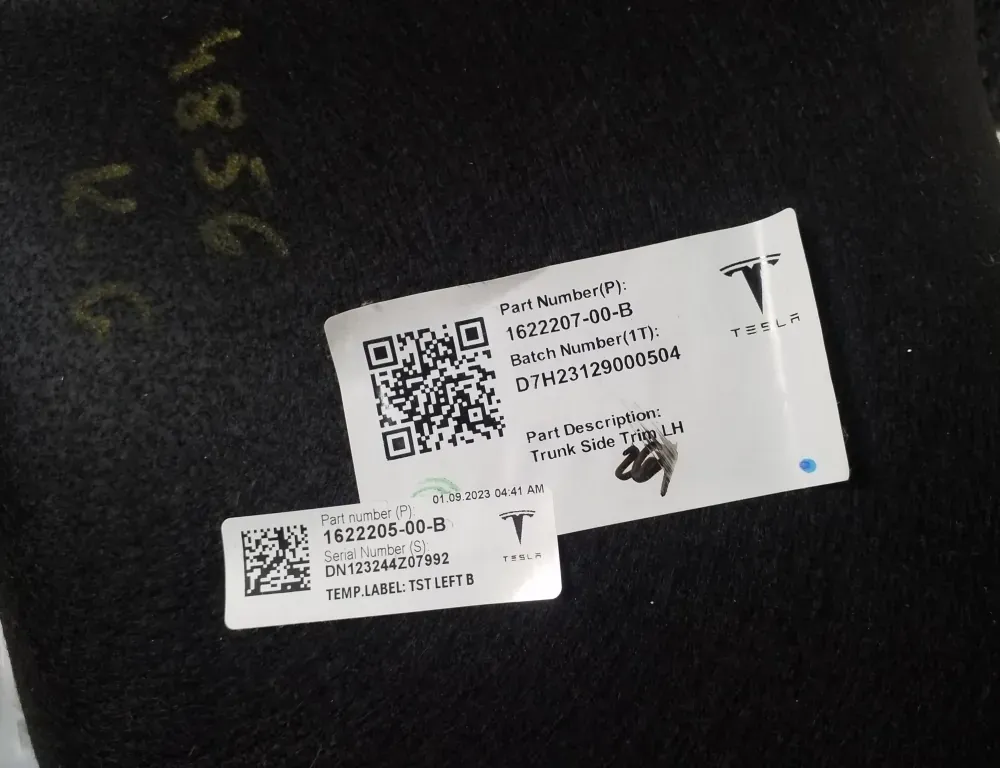 4856
V.G
Part Number(P):
1622207-00-B
Batch Number(1T):
D7H23129000504
Part Description:
Trunk Side Trim LH
TESLA
01.09.2023 04:41 AM
Part number (P):
1622205-00-B
Serial Number (S):
DN123244Z07992
TEMP.LABEL: TST LEFT B
TESLA